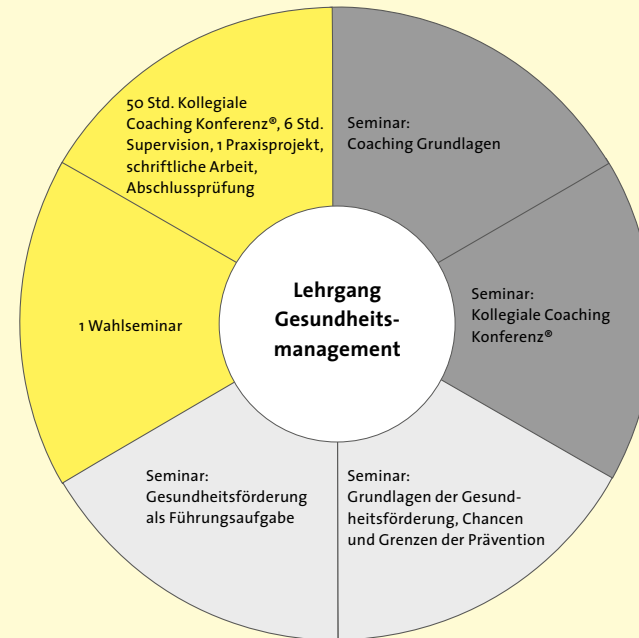 50 Std. Kollegiale
Coaching Konferenz®, 6 Std.
Supervision, 1 Praxisprojekt,
schriftliche Arbeit,
Abschlussprüfung
Seminar:
Coaching Grundlagen
Seminar:
Kollegiale Coaching
Konferenz®
Lehrgang
Gesundheits-
management
1 Wahlseminar
Seminar:
Gesundheitsförderung
als Führungsaufgabe
Seminar:
Grundlagen der Gesund-
heitsförderung, Chancen
und Grenzen der Prävention